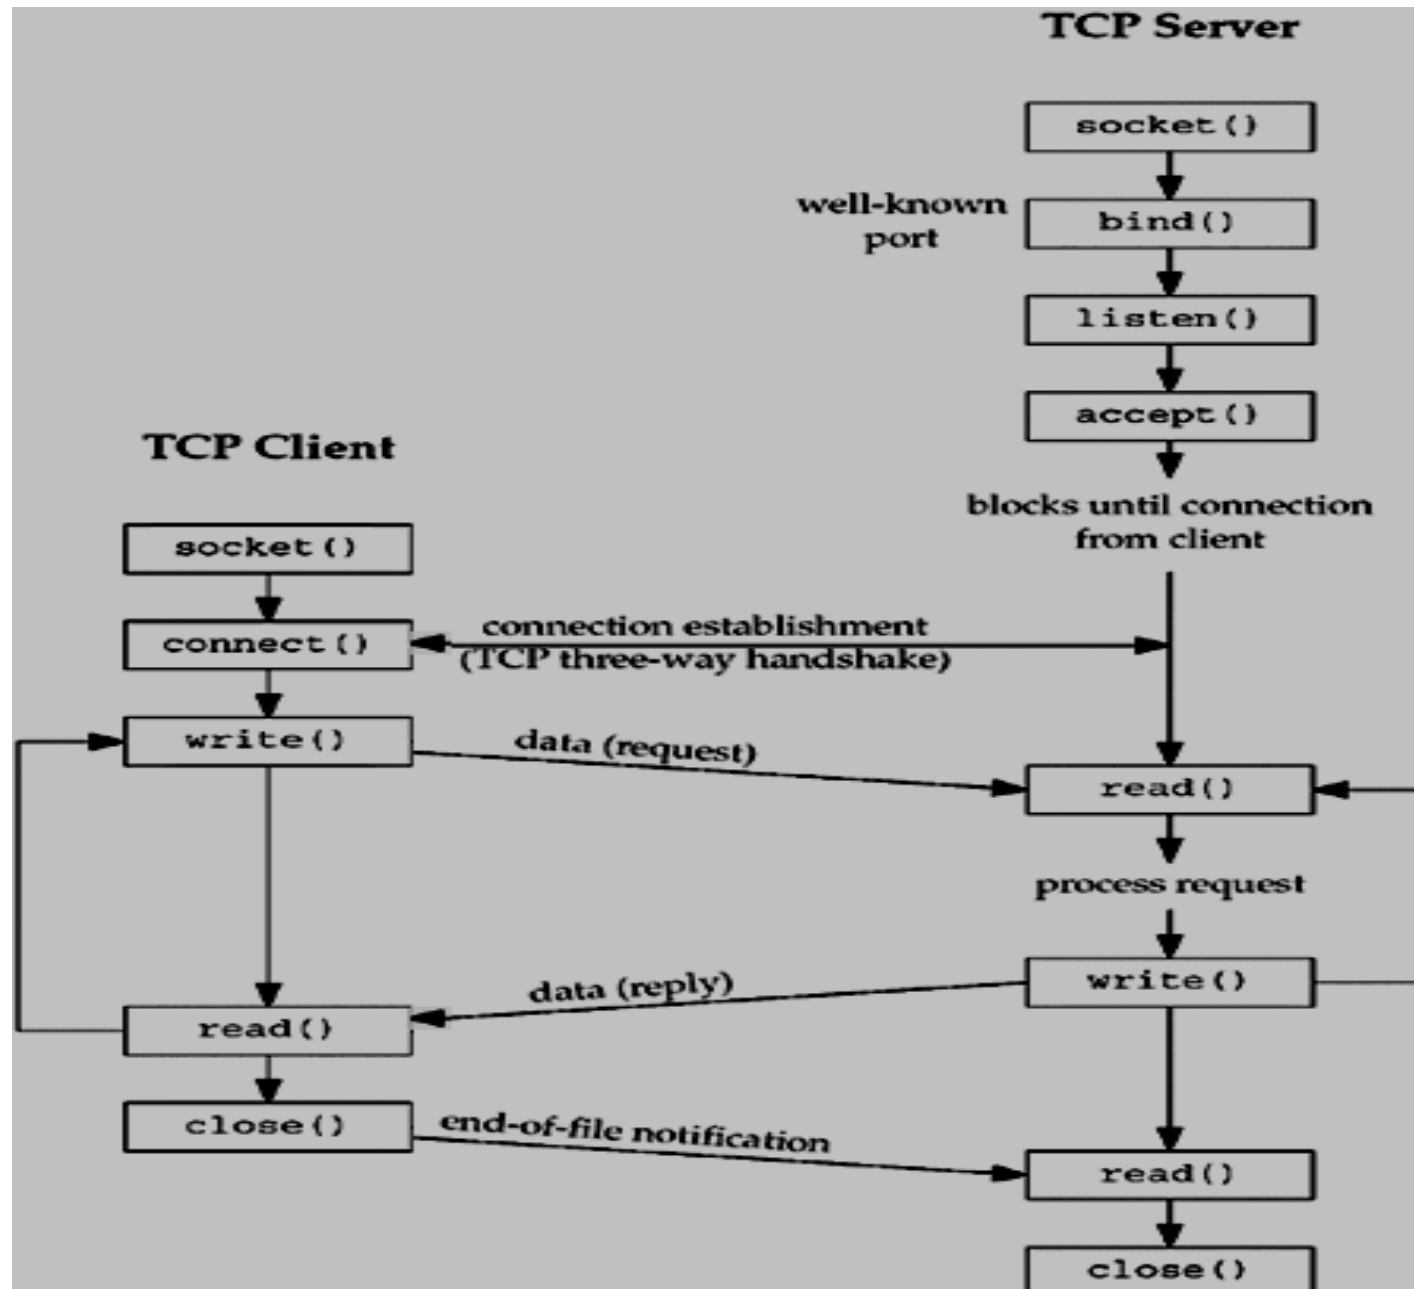 TCP Server
socket()
well-known
port
bind()
listen()
accept()
blocks until connection
from client
TCP Client
socket()
connect()
connection establishment
(TCP three-way handshake)
write()
data (request)
read()
process request
write()
data (reply)
read()
close()
end-of-file notification
read()
close()